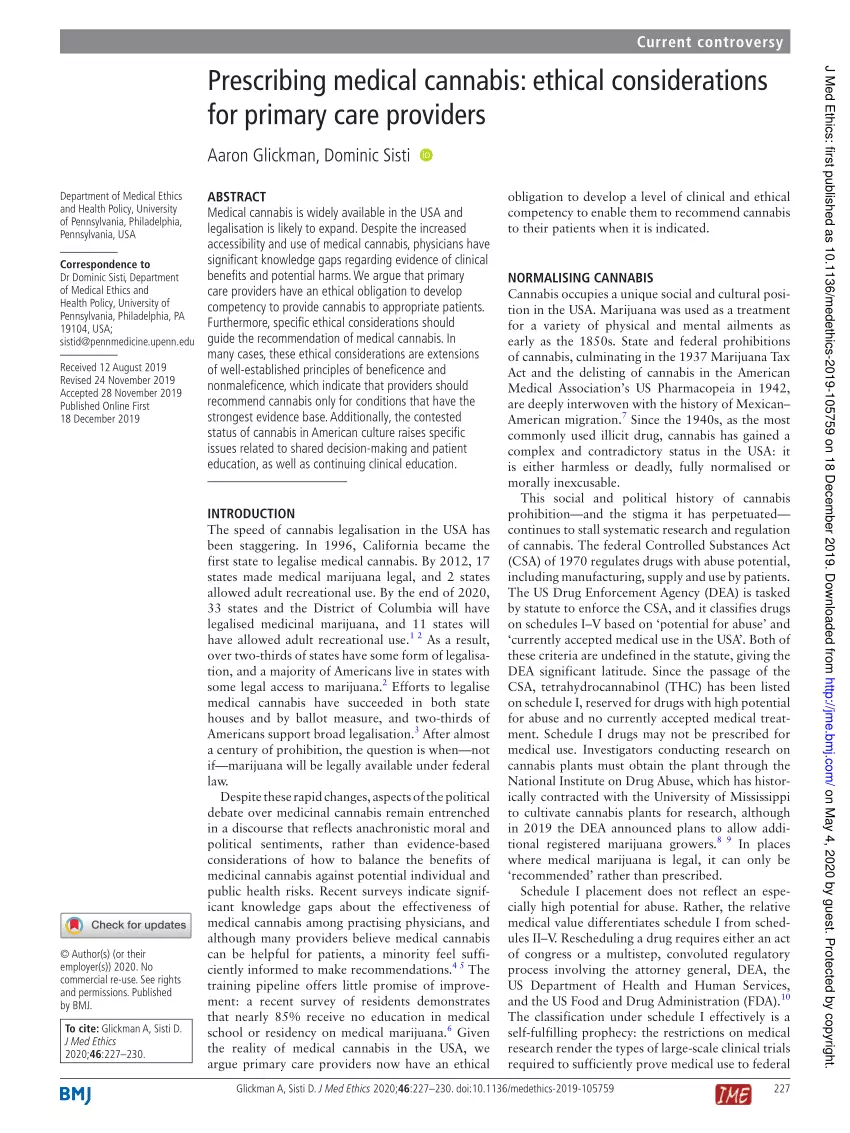 Current controversy
Prescribing medical cannabis: ethical considerations
for primary care providers
Aaron Glickman, Dominic Sisti iD
Department of Medical Ethics
and Health Policy, University
of Pennsylvania, Philadelphia,
Pennsylvania, USA
Correspondence to
Dr Dominic Sisti, Department
of Medical Ethics and
Health Policy, University of
Pennsylvania, Philadelphia, PA
19104, USA;
sistid@pennmedicine.upenn.edu
Received 12 August 2019
Revised 24 November 2019
Accepted 28 November 2019
Published Online First
18 December 2019
Check for updates
© Author(s) (or their
employer(s)) 2020. No
commercial re-use. See rights
and permissions. Published
by BMJ.
To cite: Glickman A, Sisti D.
J Med Ethics
2020;46:227–230.
ABSTRACT
Medical cannabis is widely available in the USA and
legalisation is likely to expand. Despite the increased
accessibility and use of medical cannabis, physicians have
significant knowledge gaps regarding evidence of clinical
benefits and potential harms. We argue that primary
care providers have an ethical obligation to develop
competency to provide cannabis to appropriate patients.
Furthermore, specific ethical considerations should
guide the recommendation of medical cannabis. In
many cases, these ethical considerations are extensions
of well-established principles of beneficence and
nonmaleficence, which indicate that providers should
recommend cannabis only for conditions that have the
strongest evidence base. Additionally, the contested
status of cannabis in American culture raises specific
issues related to shared decision-making and patient
education, as well as continuing clinical education.
INTRODUCTION
The speed of cannabis legalisation in the USA has
been staggering. In 1996, California became the
first state to legalise medical cannabis. By 2012, 17
states made medical marijuana legal, and 2 states
allowed adult recreational use. By the end of 2020,
33 states and the District of Columbia will have
legalised medicinal marijuana, and 11 states will
have allowed adult recreational use.1 2 As a result,
over two-thirds of states have some form of legalisa-
tion, and a majority of Americans live in states with
some legal access to marijuana.2 Efforts to legalise
medical cannabis have succeeded in both state
houses and by ballot measure, and two-thirds of
Americans support broad legalisation.3 After almost
a century of prohibition, the question is when—not
if—marijuana will be legally available under federal
law.
Despite these rapid changes, aspects of the political
debate over medicinal cannabis remain entrenched
in a discourse that reflects anachronistic moral and
political sentiments, rather than evidence-based
considerations of how to balance the benefits of
medicinal cannabis against potential individual and
public health risks. Recent surveys indicate signif-
icant knowledge gaps about the effectiveness of
medical cannabis among practising physicians, and
although many providers believe medical cannabis
can be helpful for patients, a minority feel suffi-
ciently informed to make recommendations.4 5 The
training pipeline offers little promise of improve-
ment: a recent survey of residents demonstrates
that nearly 85% receive no education in medical
school or residency on medical marijuana.6 Given
the reality of medical cannabis in the USA, we
argue primary care providers now have an ethical
obligation to develop a level of clinical and ethical
competency to enable them to recommend cannabis
to their patients when it is indicated.
NORMALISING CANNABIS
Cannabis occupies a unique social and cultural posi-
tion in the USA. Marijuana was used as a treatment
for a variety of physical and mental ailments as
early as the 1850s. State and federal prohibitions
of cannabis, culminating in the 1937 Marijuana Tax
Act and the delisting of cannabis in the American
Medical Association's US Pharmacopeia in 1942,
are deeply interwoven with the history of Mexican–
American migration.7 Since the 1940s, as the most
commonly used illicit drug, cannabis has gained a
complex and contradictory status in the USA: it
is either harmless or deadly, fully normalised or
morally inexcusable.
This social and political history of cannabis
prohibition—and the stigma it has perpetuated—
continues to stall systematic research and regulation
of cannabis. The federal Controlled Substances Act
(CSA) of 1970 regulates drugs with abuse potential,
including manufacturing, supply and use by patients.
The US Drug Enforcement Agency (DEA) is tasked
by statute to enforce the CSA, and it classifies drugs
on schedules I–V based on 'potential for abuse' and
'currently accepted medical use in the USA'. Both of
these criteria are undefined in the statute, giving the
DEA significant latitude. Since the passage of the
CSA, tetrahydrocannabinol (THC) has been listed
on schedule I, reserved for drugs with high potential
for abuse and no currently accepted medical treat-
ment. Schedule I drugs may not be prescribed for
medical use. Investigators conducting research on
cannabis plants must obtain the plant through the
National Institute on Drug Abuse, which has histor-
ically contracted with the University of Mississippi
to cultivate cannabis plants for research, although
in 2019 the DEA announced plans to allow addi-
tional registered marijuana growers.8 9 In places
where medical marijuana is legal, it can only be
'recommended' rather than prescribed.
Schedule I placement does not reflect an espe-
cially high potential for abuse. Rather, the relative
medical value differentiates schedule I from sched-
ules II–V. Rescheduling a drug requires either an act
of congress or a multistep, convoluted regulatory
process involving the attorney general, DEA, the
US Department of Health and Human Services,
and the US Food and Drug Administration (FDA).10
The classification under schedule I effectively is a
self-fulfilling prophecy: the restrictions on medical
research render the types of large-scale clinical trials
required to sufficiently prove medical use to federal
BMJ
Glickman A, Sisti D. J Med Ethics 2020;46:227–230. doi:10.1136/medethics-2019-105759
IME
227
J Med Ethics: first published as 10.1136/medethics-2019-105759 on 18 December 2019. Downloaded from http://jme.bmj.com/ on May 4, 2020 by guest. Protected by copyright.